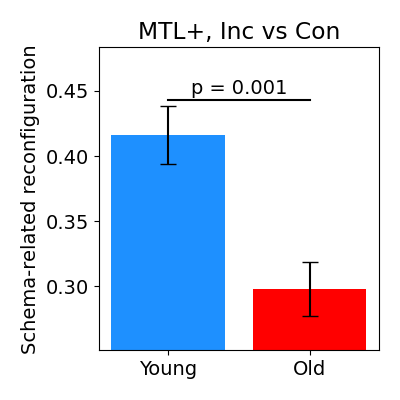 MTL+, Inc vs Con
Schema-related reconfiguration
0.45
0.40
0.35
0.30
p = 0.001
Young
Old